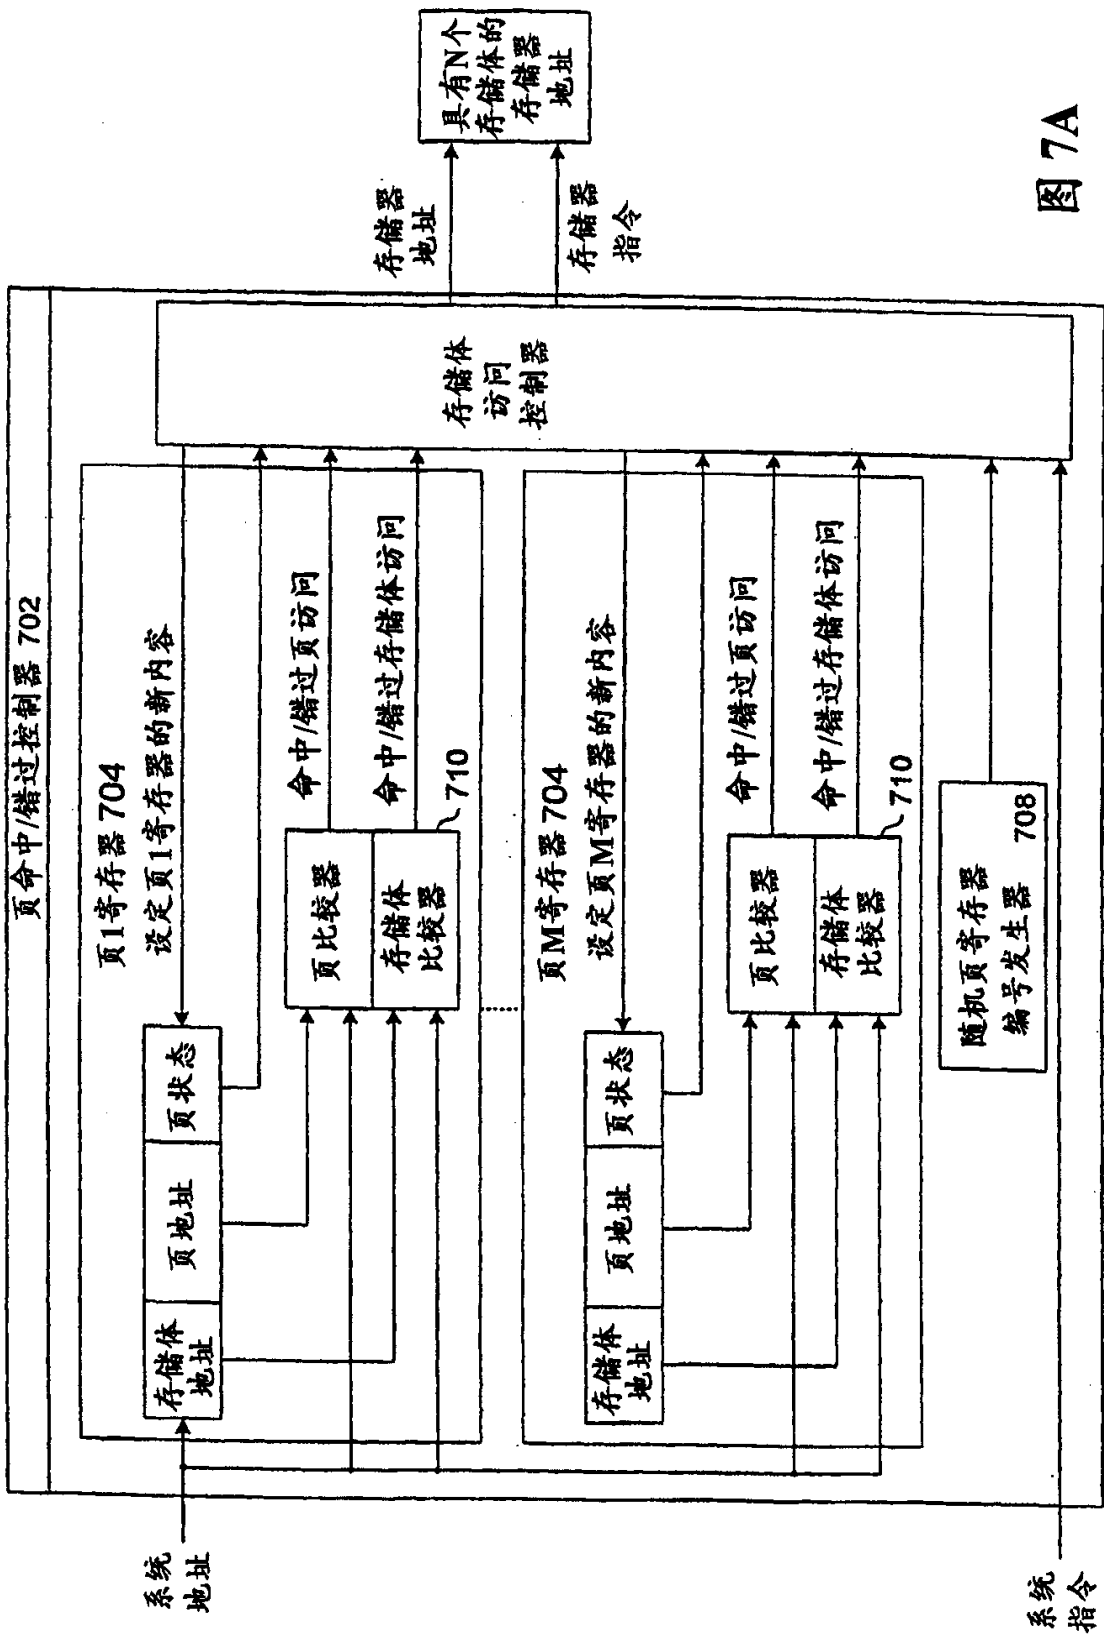 页命中/错过控制器 702
页1寄存器 704
设定页1寄存器的新内容
存储体
地址
页地址
页状态
页比较器
存储体
比较器
710
命中/错过页访问
命中/错过存储体访问
页M寄存器 704
设定页M寄存器的新内容
存储体
地址
页地址
页状态
页比较器
存储体
比较器
710
命中/错过页访问
命中/错过存储体访问
随机页寄存器
编号发生器 708
系统
地址
系统
指令
存储体
访问
控制器
存储器
地址
存储器
指令
具有N个
存储体的
存储器
地址
图 7A